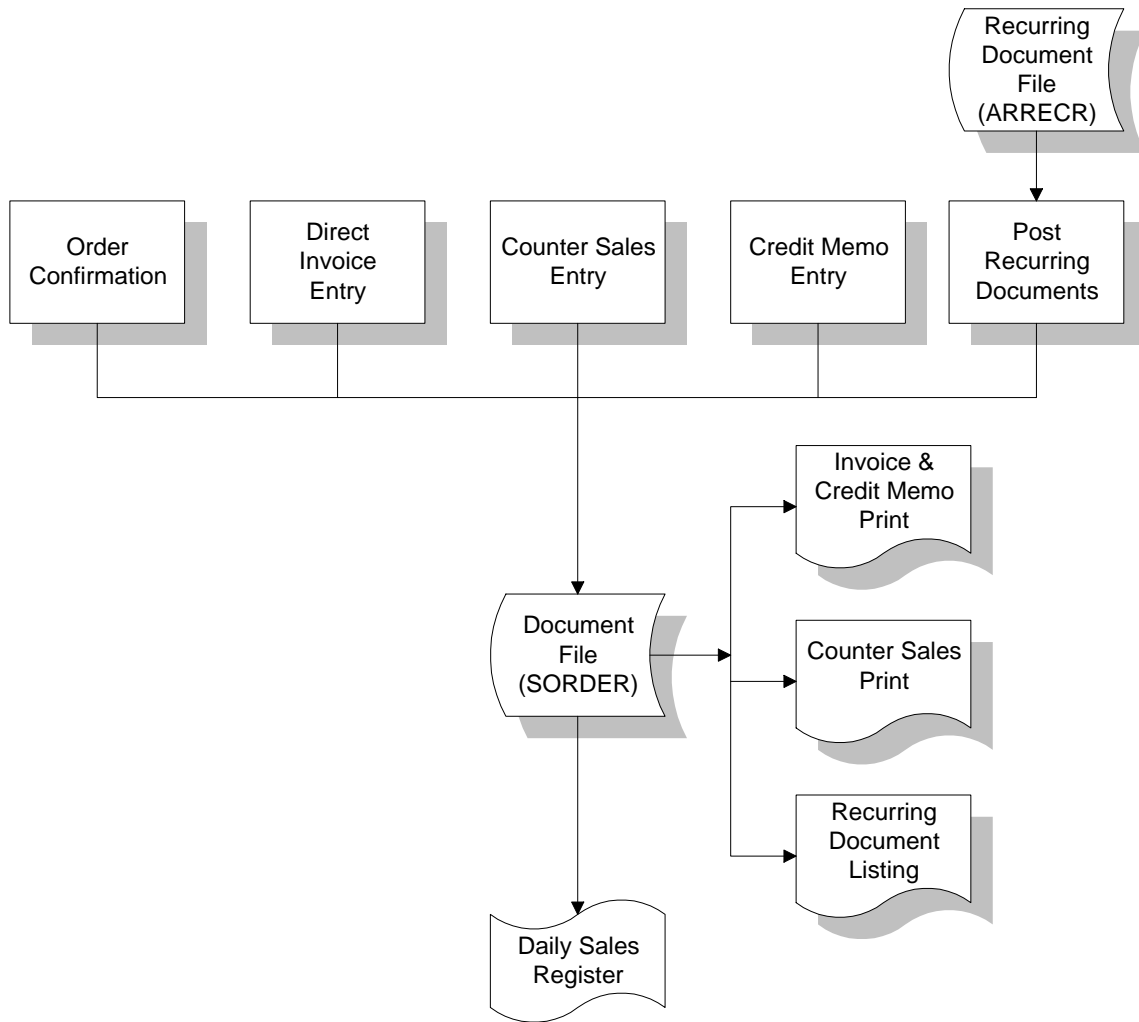 Recurring
Document
File
(ARRECR)
Order
Confirmation
Direct
Invoice
Entry
Counter Sales
Entry
Credit Memo
Entry
Post
Recurring
Documents
Invoice &
Credit Memo
Print
Document
File
(SORDER)
Counter Sales
Print
Recurring
Document
Listing
Daily Sales
Register